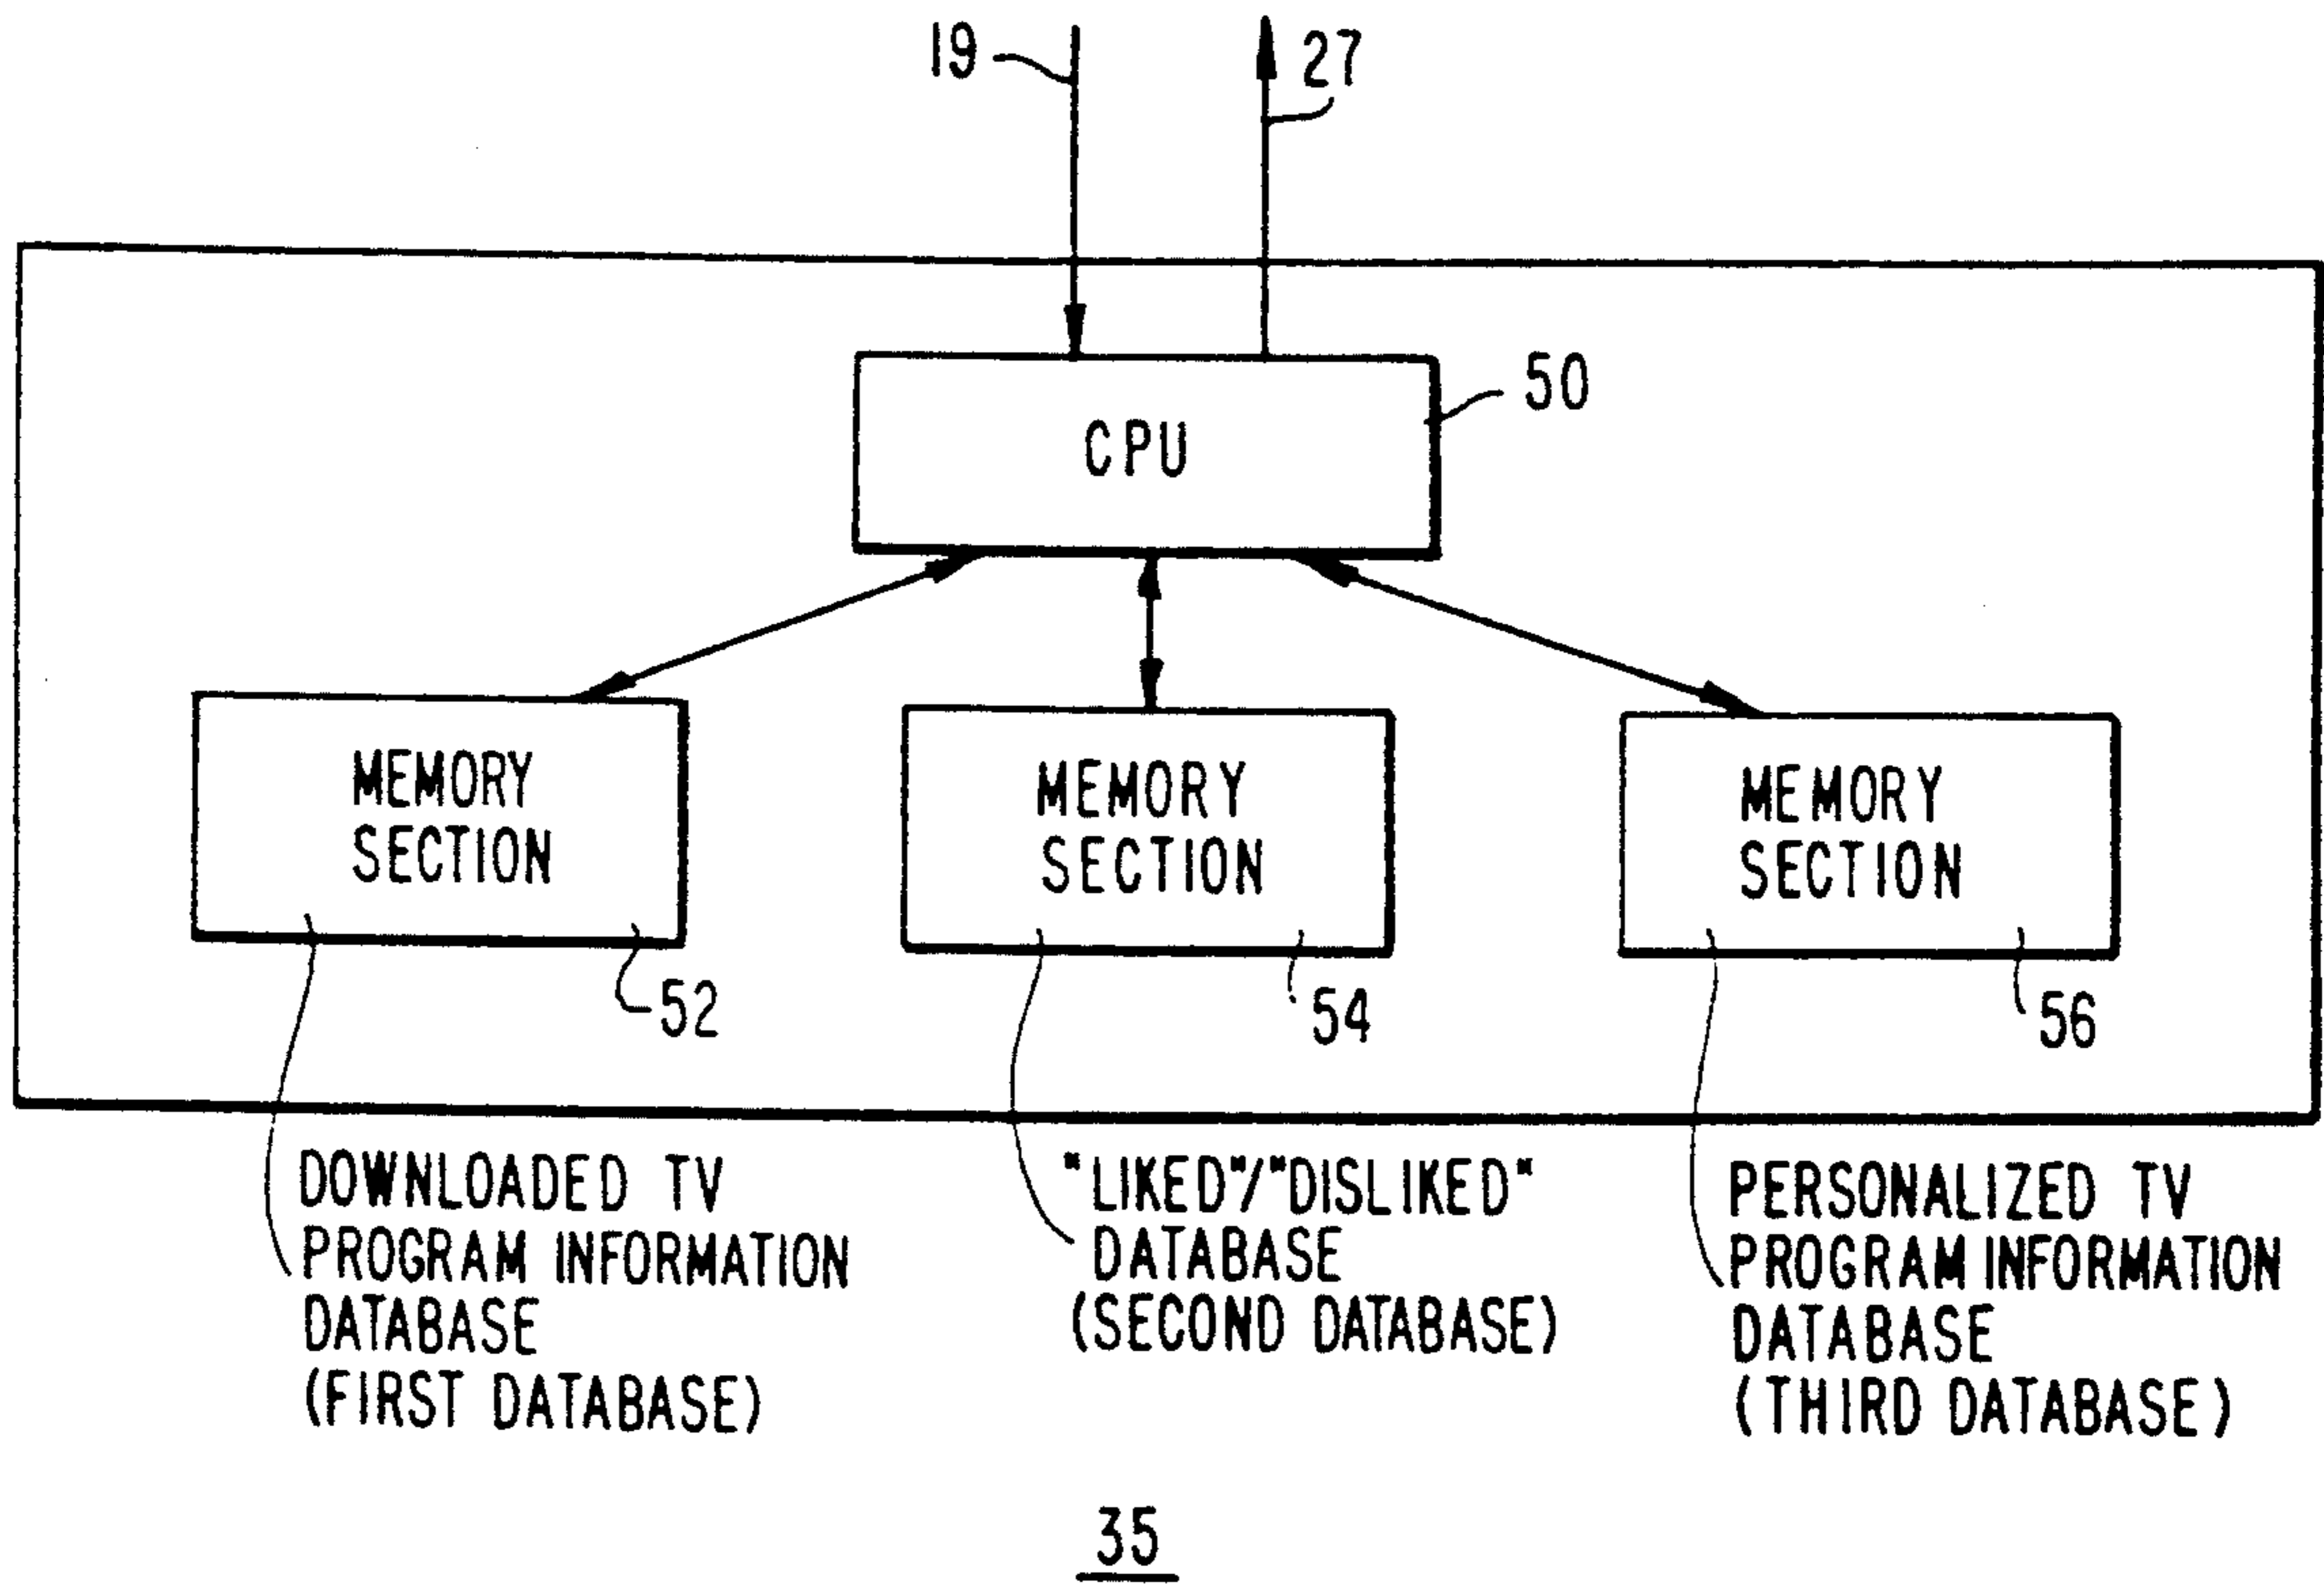 19
27
50
CPU
MEMORY
SECTION
52
MEMORY
SECTION
54
MEMORY
SECTION
56
DOWNLOADED TV
PROGRAM INFORMATION
DATABASE
(FIRST DATABASE)
"LIKED"/"DISLIKED"
DATABASE
(SECOND DATABASE)
PERSONALIZED TV
PROGRAM INFORMATION
DATABASE
(THIRD DATABASE)
35